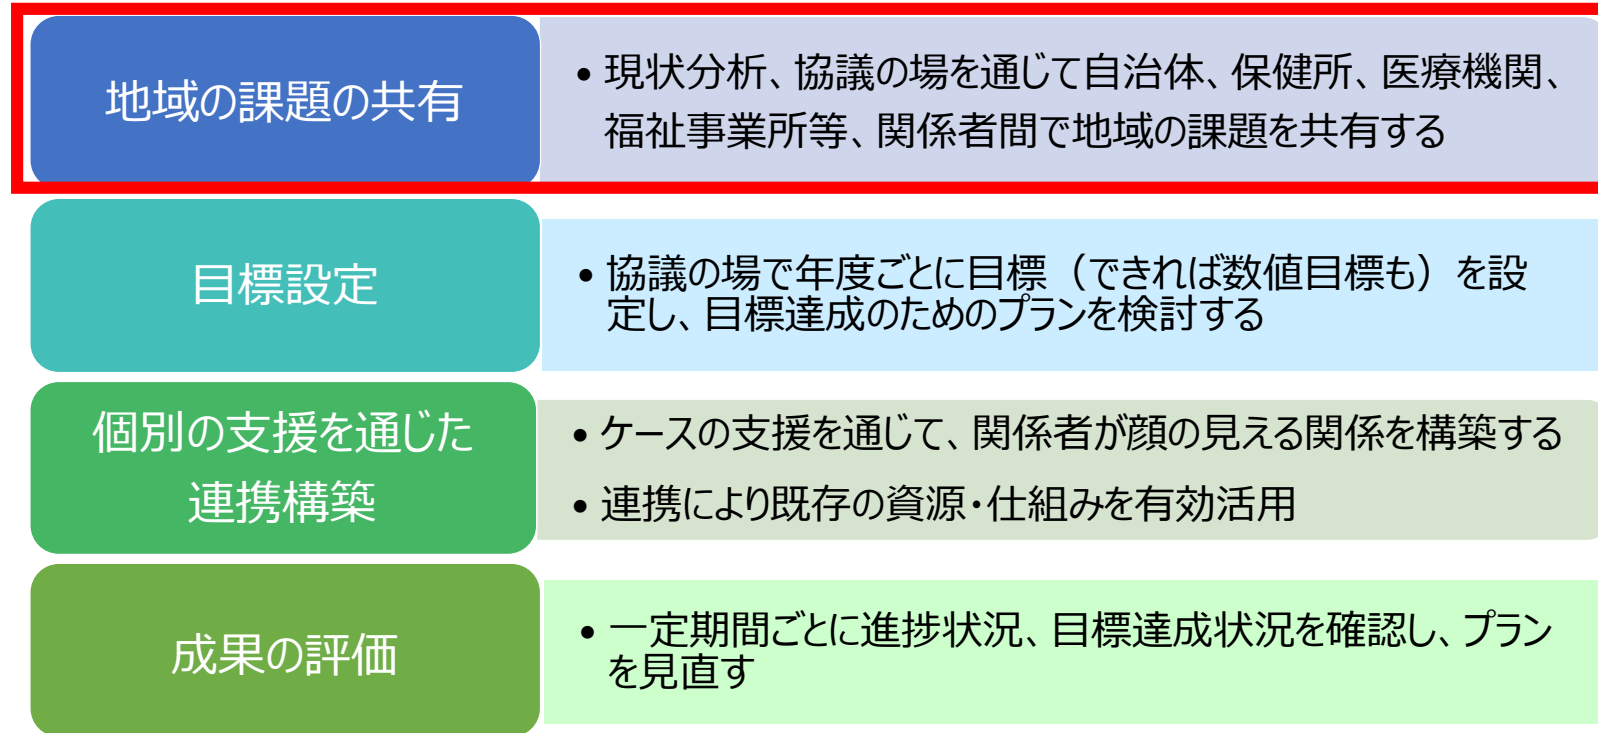 地域の課題の共有
• 現状分析、協議の場を通じて自治体、保健所、医療機関、
福祉事業所等、関係者間で地域の課題を共有する
目標設定
• 協議の場で年度ごとに目標（できれば数値目標も）を設
定し、目標達成のためのプランを検討する
個別の支援を通じた
連携構築
• ケースの支援を通じて、関係者が顔の見える関係を構築する
• 連携により既存の資源・仕組みを有効活用
成果の評価
• 一定期間ごとに進捗状況、目標達成状況を確認し、プラン
を見直す